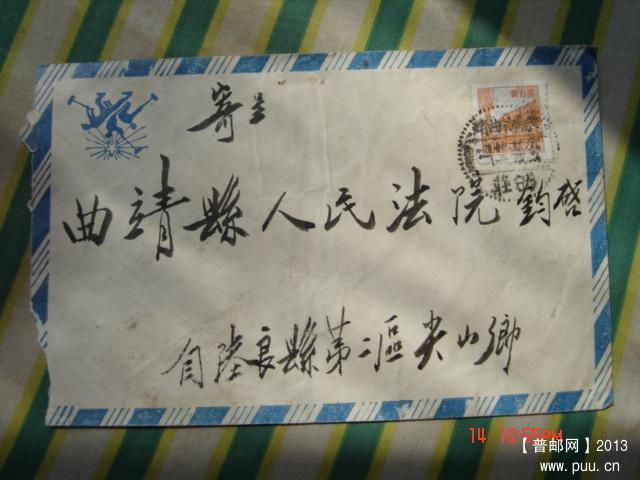 寄呈
曲靖縣人民法院鈞啓
自陸良縣第二區尖山鄉
14 10:55PM
【普邮网】2013
www.puu.cn